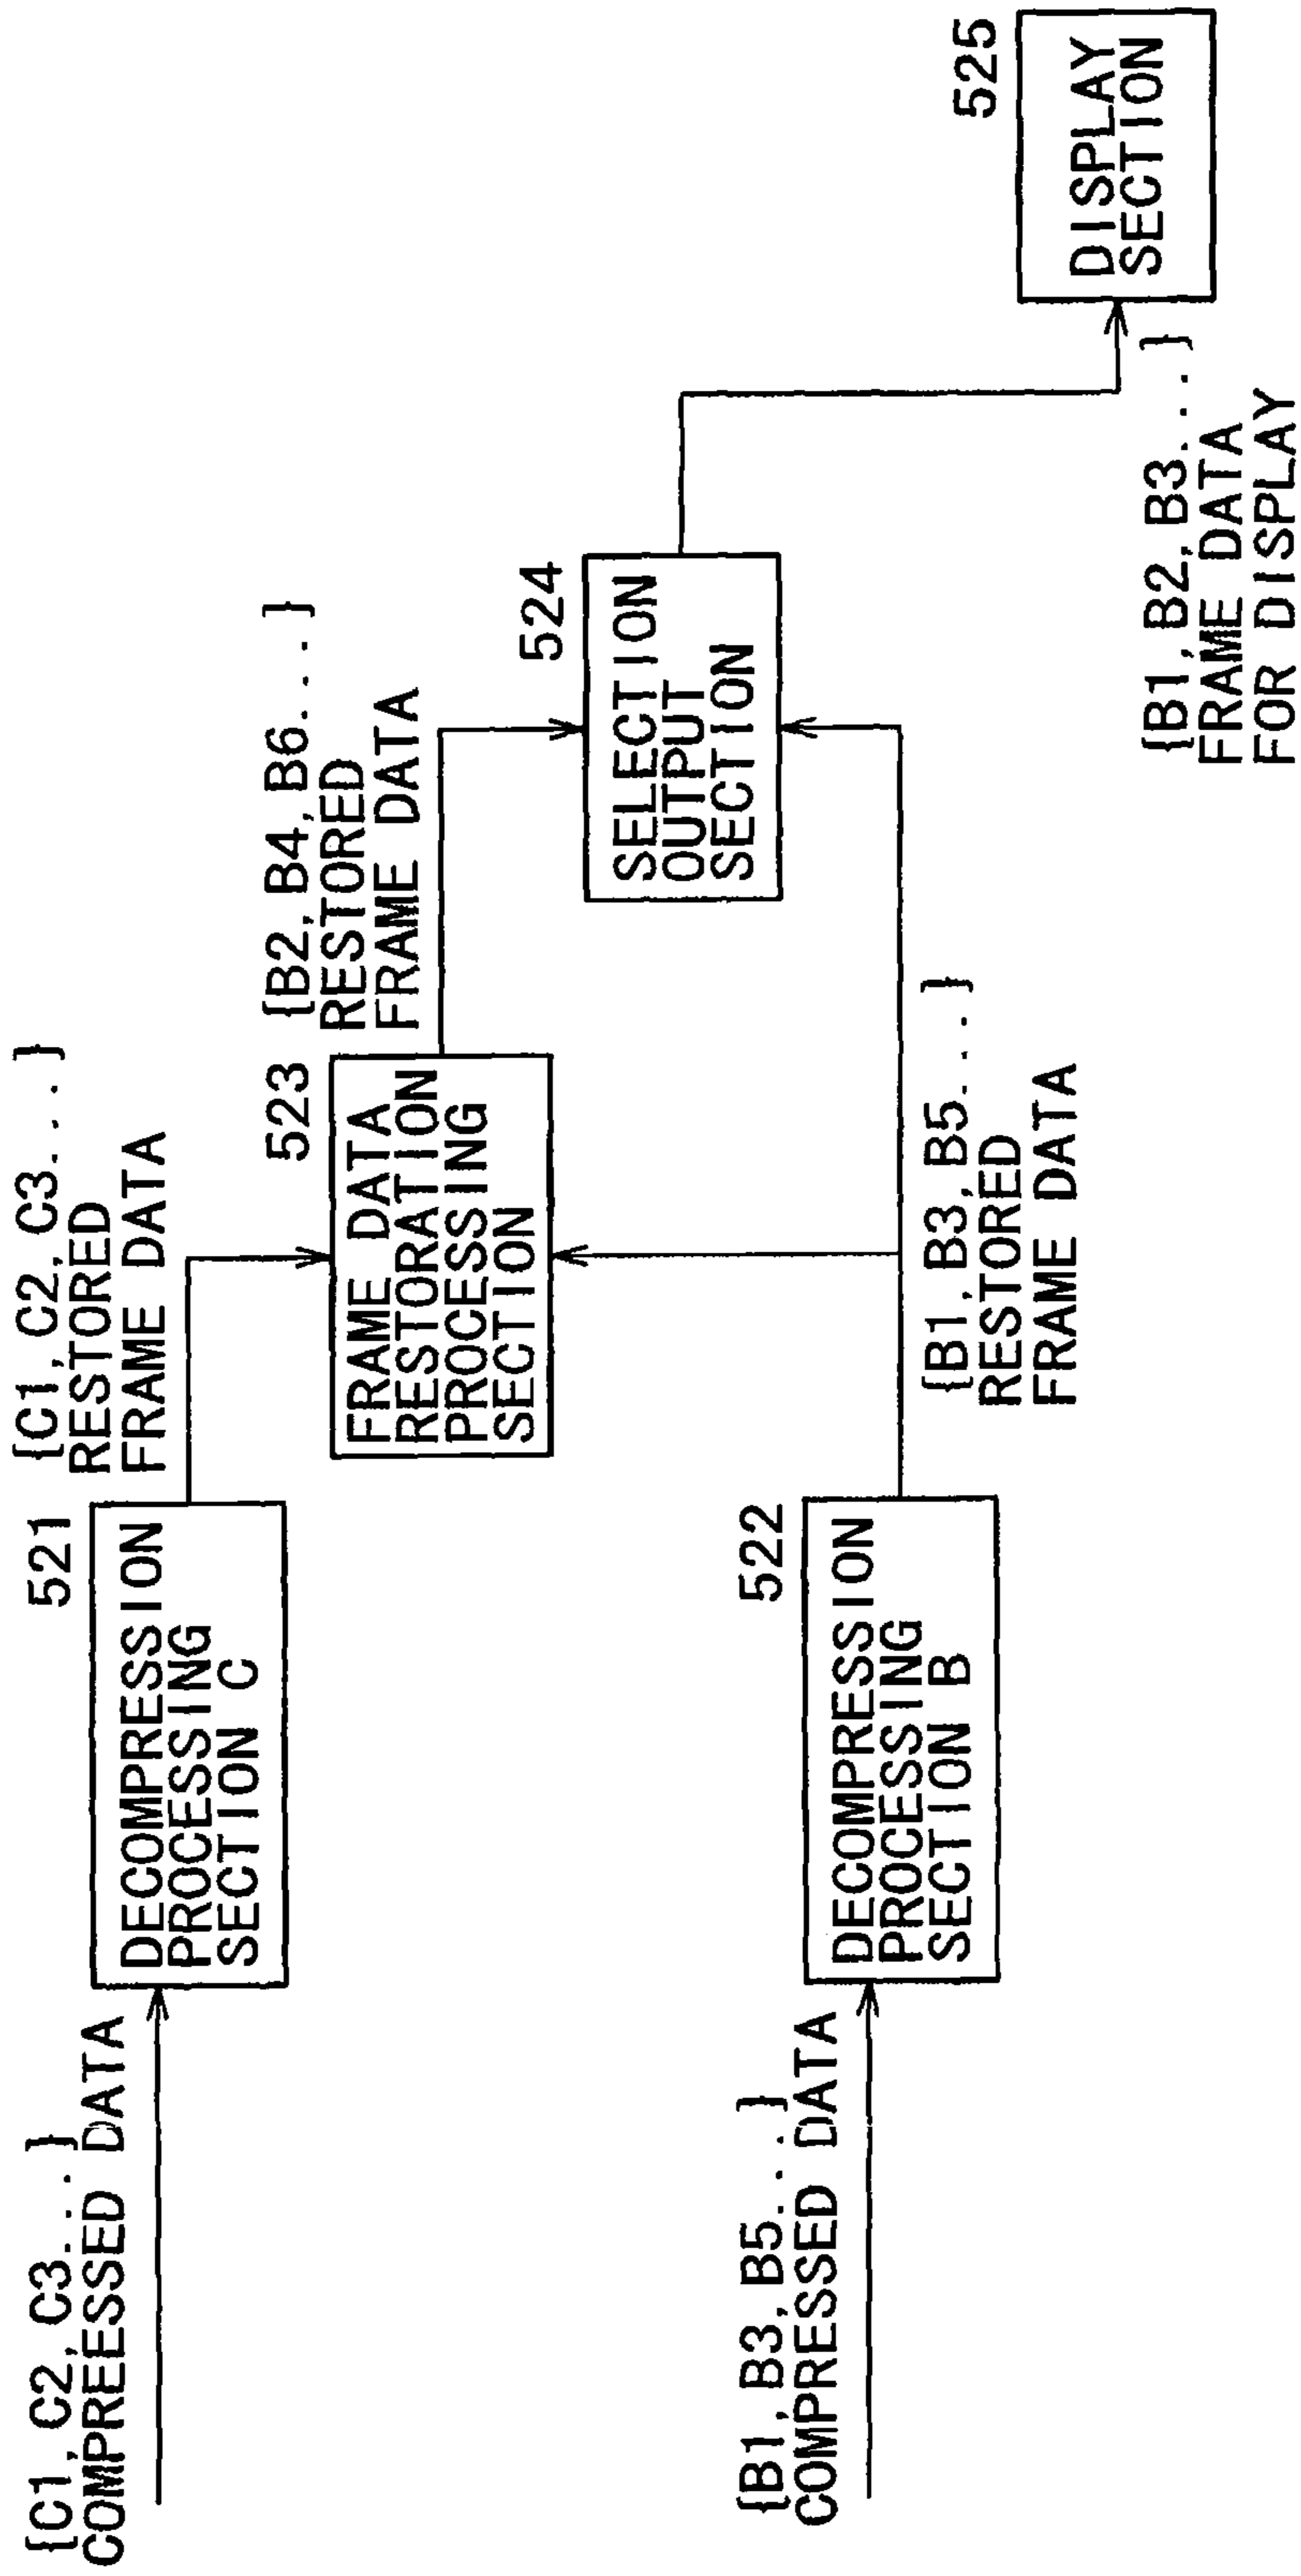 {C1,C2,C3...}
COMPREESSED DATA
521
DECOMPRESSION
PROCESSING
SECTION C
{C1,C2,C3...}
RESTORED
FRAME DATA
523
FRAME DATA
RESTORATION
PROCESSING
SECTION
{B2,B4,B6...}
RESTORED
FRAME DATA
524
SELECTION
OUTPUT
SECTION
{B1,B3,B5...}
COMPRESSED DATA
522
DECOMPRESSION
PROCESSING
SECTION B
{B1,B3,B5...}
RESTORED
FRAME DATA
525
DISPLAY
SECTION
{B1,B2,B3...}
FRAME DATA
FOR DISPLAY